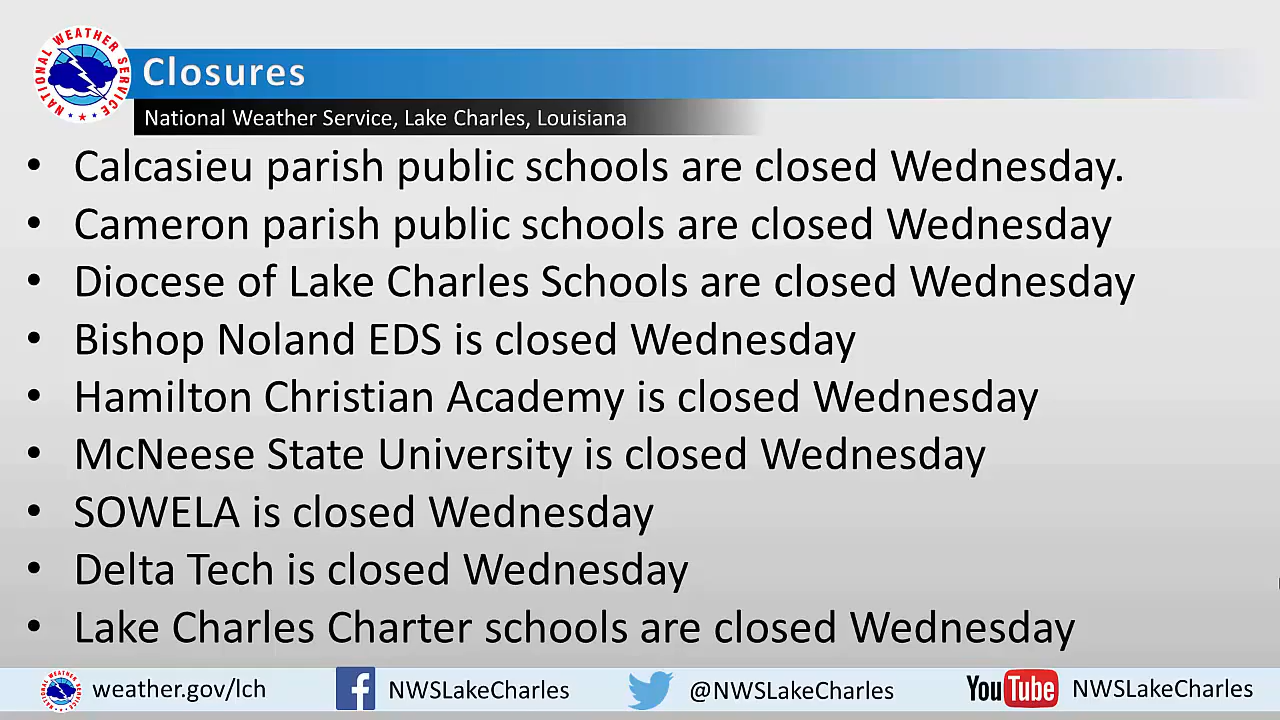 NATIONAL WEATHER SERVICE
Closures
National Weather Service, Lake Charles, Louisiana
• Calcasieu parish public schools are closed Wednesday.
• Cameron parish public schools are closed Wednesday
• Diocese of Lake Charles Schools are closed Wednesday
• Bishop Noland EDS is closed Wednesday
• Hamilton Christian Academy is closed Wednesday
• McNeese State University is closed Wednesday
• SOWELA is closed Wednesday
• Delta Tech is closed Wednesday
• Lake Charles Charter schools are closed Wednesday
weather.gov/lch NWSLakeCharles @NWSLakeCharles YouTube NWSLakeCharles